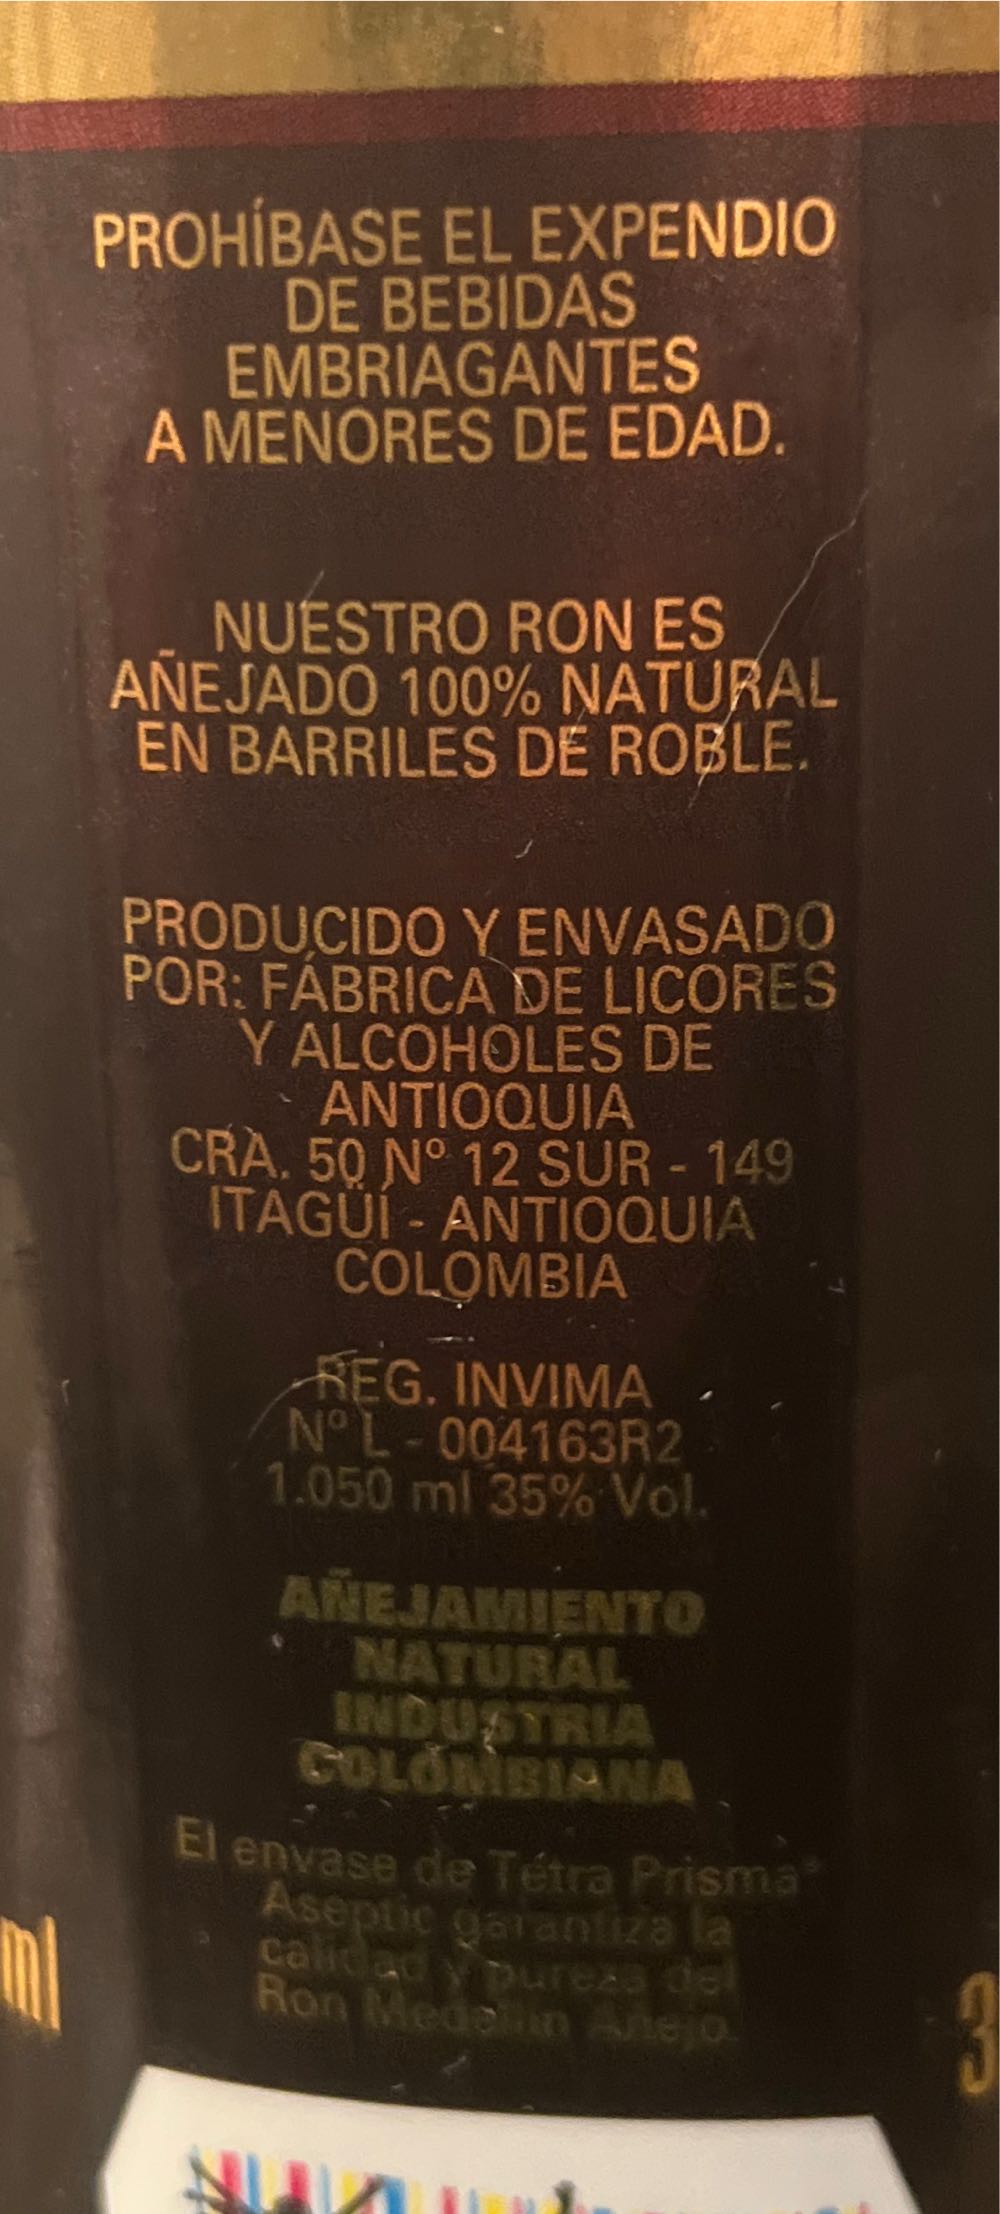 PROHÍBASE EL EXPENDIO
DE BEBIDAS
EMBRIAGANTES
A MENORES DE EDAD.
NUESTRO RON ES
AÑEJADO 100% NATURAL
EN BARRILES DE ROBLE.
PRODUCIDO Y ENVASADO
POR: FÁBRICA DE LICORES
Y ALCOHOLES DE
ANTIOQUIA
CRA. 50 Nº 12 SUR - 149
ITAGÜÍ - ANTIOQUIA
COLOMBIA
REG. INVIMA
Nº L - 004163R2
1.050 ml 35% Vol.
AÑEJAMIENTO
NATURAL
INDUSTRIA
COLOMBIANA
El envase de Tetra Prisma®
Aseptic garantiza la
calidad y pureza del
Ron Medellín Añejo.
ml
3